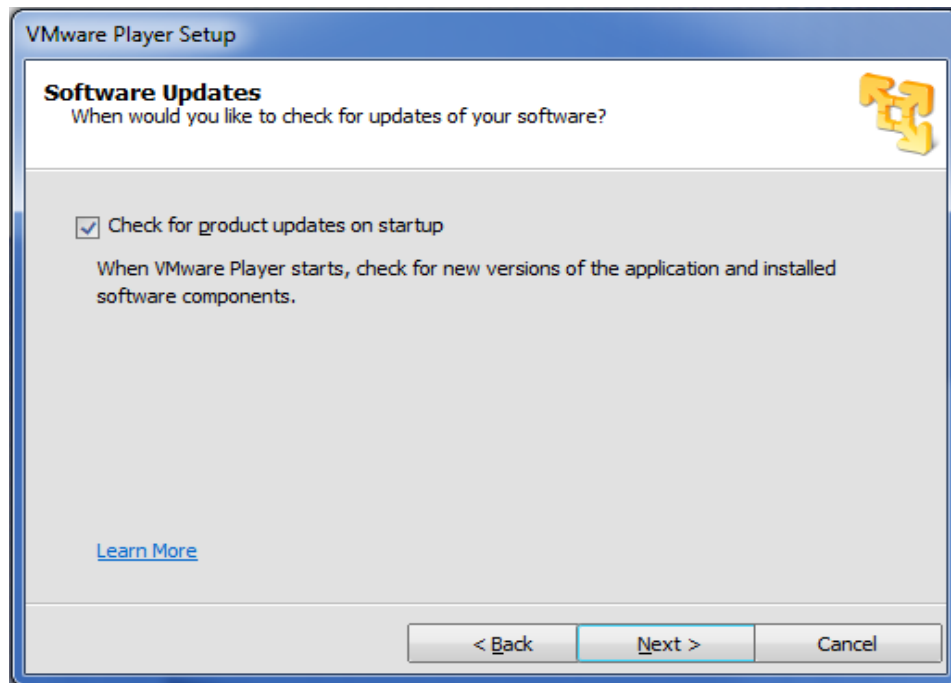 VMware Player Setup
Software Updates
When would you like to check for updates of your software?
Check for product updates on startup
When VMware Player starts, check for new versions of the application and installed
software components.
Learn More
< Back
Next >
Cancel